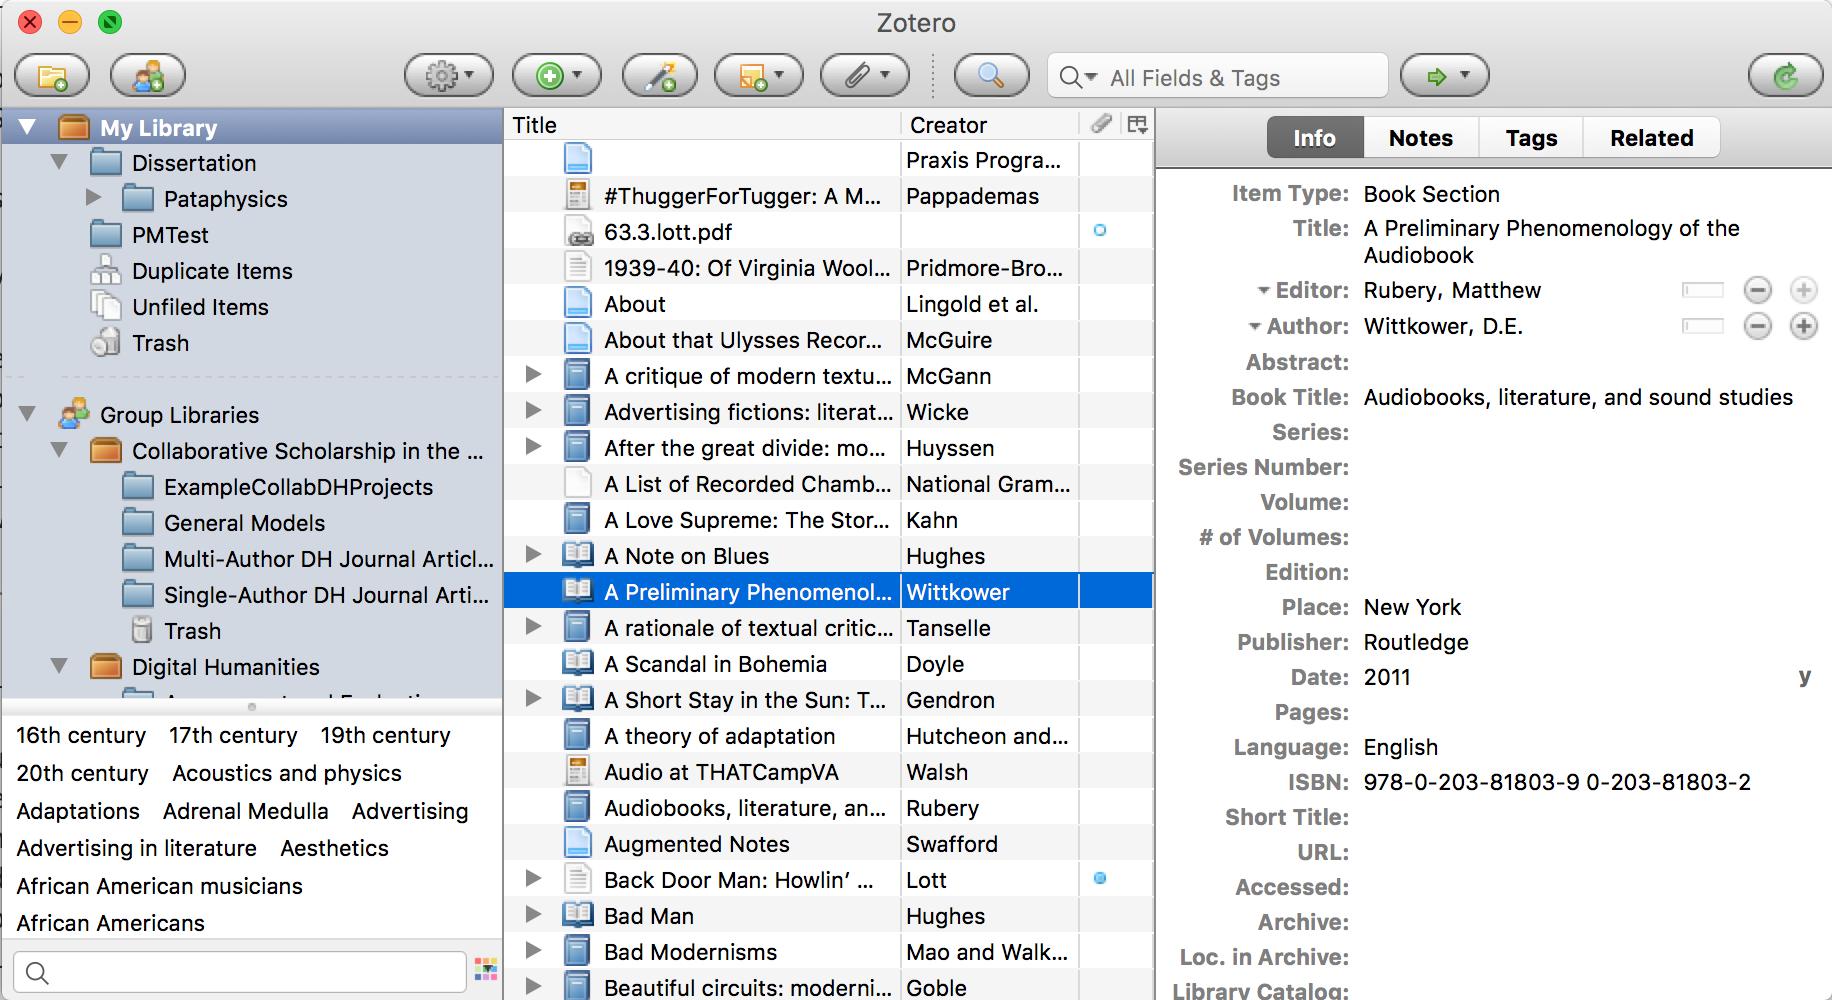 Zotero
All Fields & Tags
My Library
Dissertation
Pataphysics
PMTest
Duplicate Items
Unfiled Items
Trash
Group Libraries
Collaborative Scholarship in the ...
ExampleCollabDHProjects
General Models
Multi-Author DH Journal Articl...
Single-Author DH Journal Arti...
Trash
Digital Humanities
16th century 17th century 19th century
20th century Acoustics and physics
Adaptations Adrenal Medulla Advertising
Advertising in literature Aesthetics
African American musicians
African Americans
Title Creator
Praxis Progra...
#ThuggerForTugger: A M... Pappademas
63.3.lott.pdf
1939-40: Of Virginia Wool... Pridmore-Bro...
About Lingold et al.
About that Ulysses Recor... McGuire
A critique of modern textu... McGann
Advertising fictions: literat... Wicke
After the great divide: mo... Huyssen
A List of Recorded Chamb... National Gram...
A Love Supreme: The Stor... Kahn
A Note on Blues Hughes
A Preliminary Phenomenol... Wittkower
A rationale of textual critic... Tanselle
A Scandal in Bohemia Doyle
A Short Stay in the Sun: T... Gendron
A theory of adaptation Hutcheon and...
Audio at THATCampVA Walsh
Audiobooks, literature, an... Rubery
Augmented Notes Swafford
Back Door Man: Howlin’ ... Lott
Bad Man Hughes
Bad Modernisms Mao and Walk...
Beautiful circuits: moderni... Goble
Info Notes Tags Related
Item Type: Book Section
Title: A Preliminary Phenomenology of the
Audiobook
Editor: Rubery, Matthew
Author: Wittkower, D.E.
Abstract:
Book Title: Audiobooks, literature, and sound studies
Series:
Series Number:
Volume:
# of Volumes:
Edition:
Place: New York
Publisher: Routledge
Date: 2011 y
Pages:
Language: English
ISBN: 978-0-203-81803-9 0-203-81803-2
Short Title:
URL:
Accessed:
Archive:
Loc. in Archive:
Library Catalog: